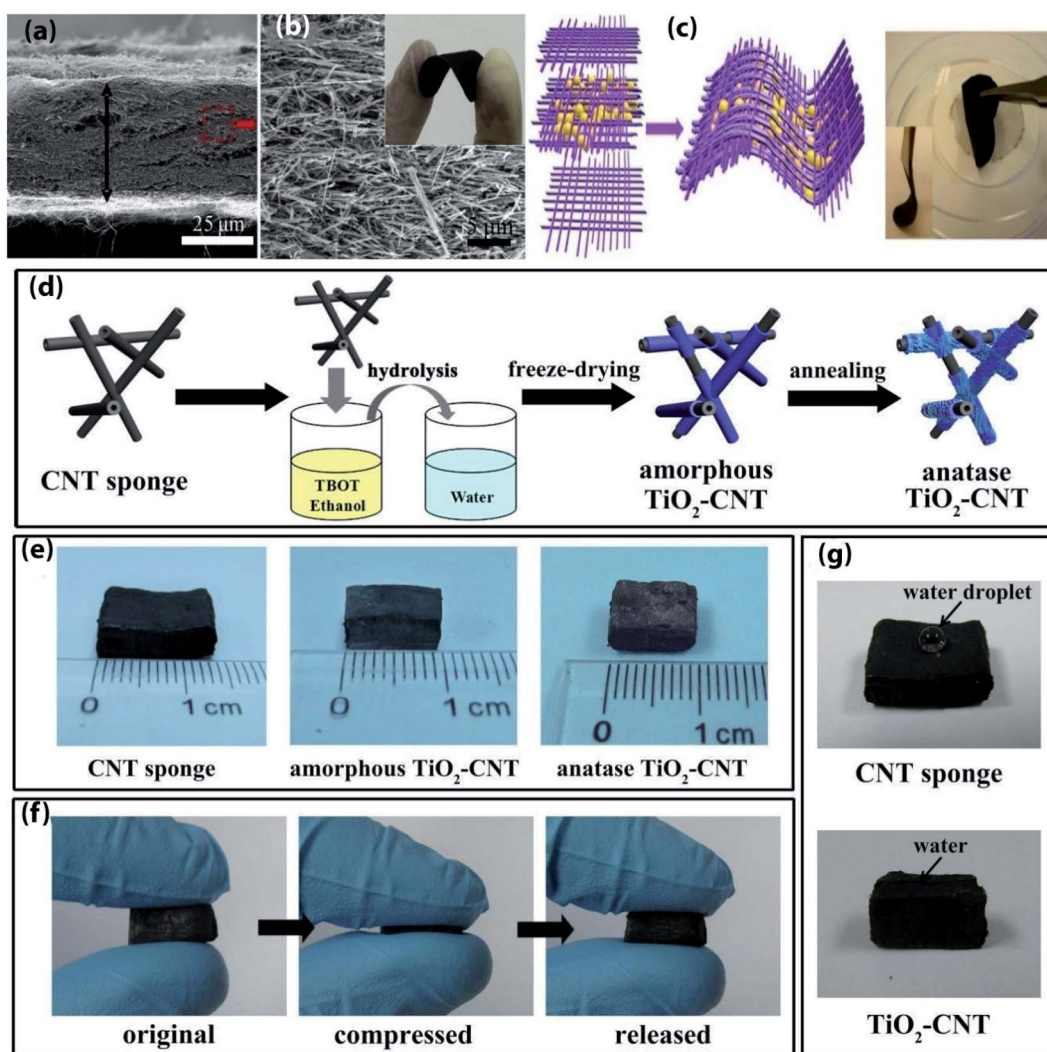 (a)
25 μm
(b)
5 μm
(c)
(d)
CNT sponge
hydrolysis
TBOT
Ethanol
Water
freeze-drying
amorphous
TiO₂-CNT
annealing
anatase
TiO₂-CNT
(e)
0 1 cm
CNT sponge
0 1 cm
amorphous TiO₂-CNT
0 1 cm
anatase TiO₂-CNT
(f)
original
compressed
released
(g)
water droplet
CNT sponge
water
TiO₂-CNT